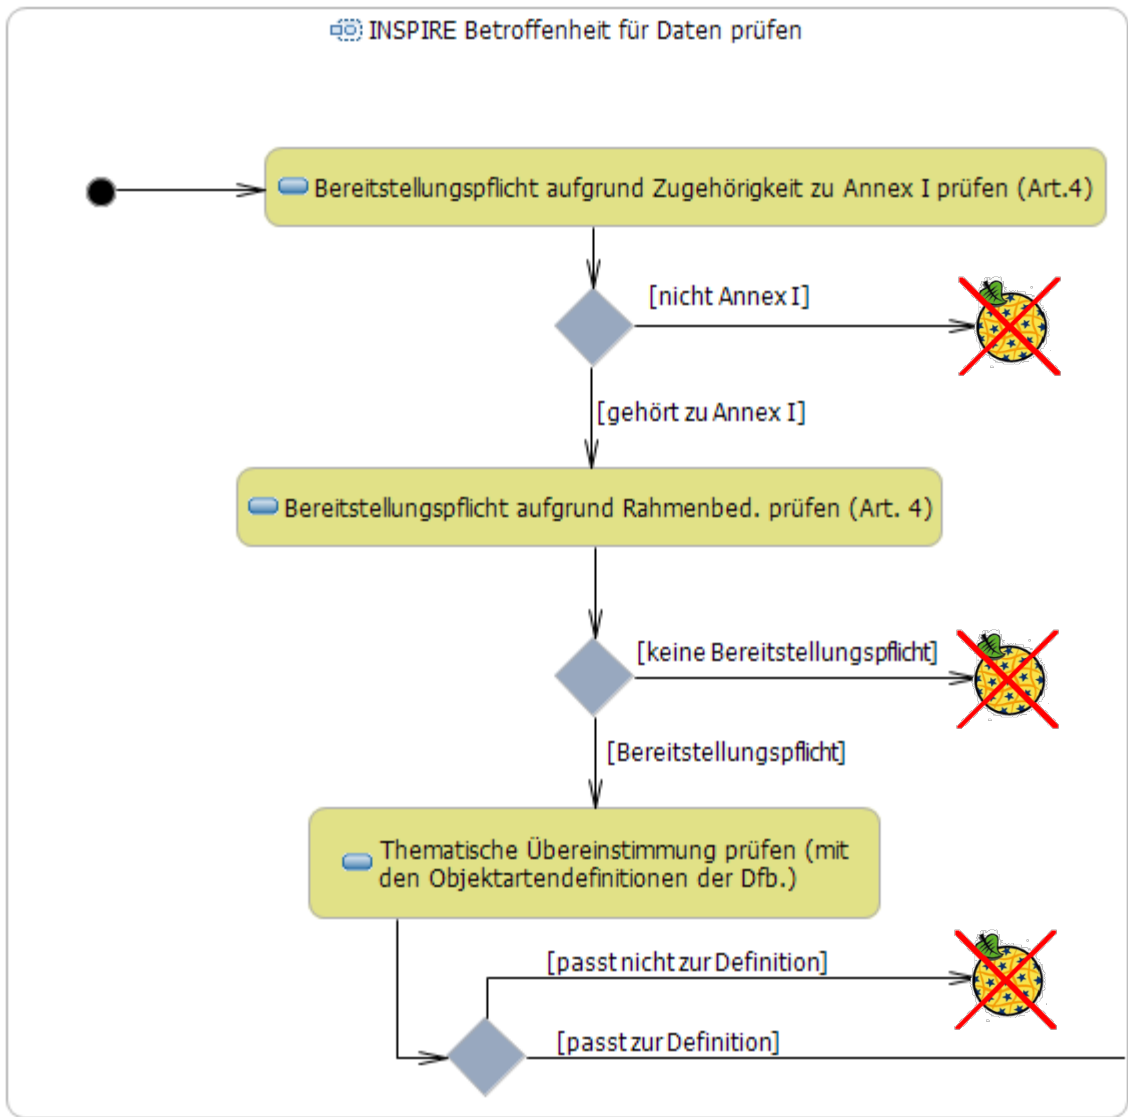 INSPIRE Betroffenheit für Daten prüfen
Bereitstellungspflicht aufgrund Zugehörigkeit zu Annex I prüfen (Art.4)
[nicht Annex I]
[gehört zu Annex I]
Bereitstellungspflicht aufgrund Rahmenbed. prüfen (Art. 4)
[keine Bereitstellungspflicht]
[Bereitstellungspflicht]
Thematische Übereinstimmung prüfen (mit
den Objektartendefinitionen der Dfb.)
[passt nicht zur Definition]
[passt zur Definition]